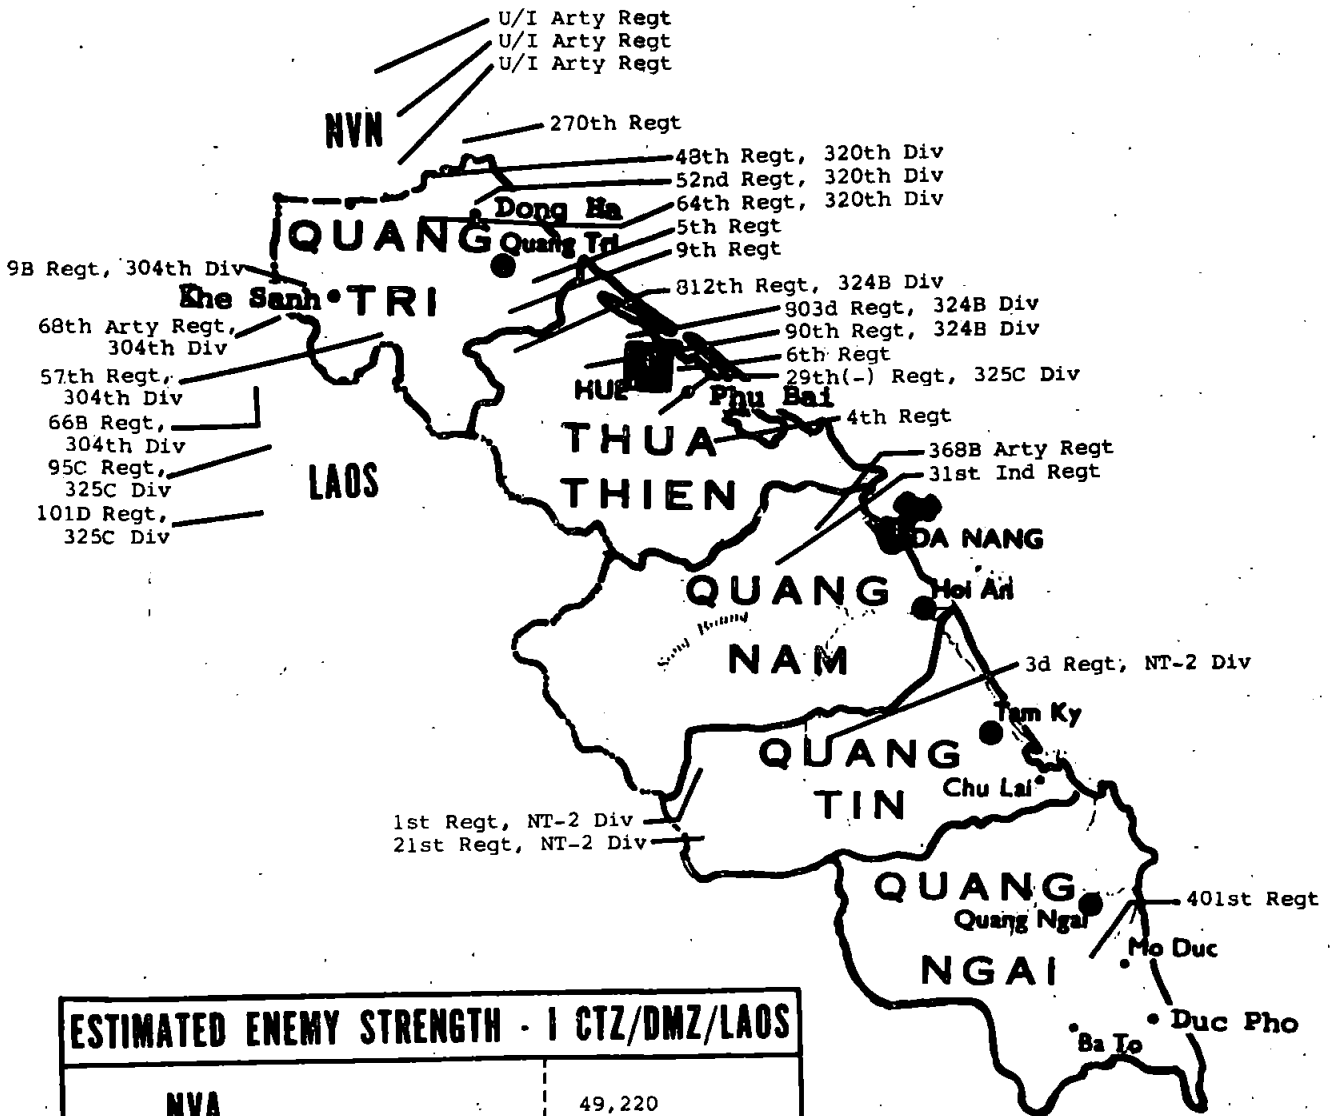 U/I Arty Regt
U/I Arty Regt
U/I Arty Regt
NVN
270th Regt
48th Regt, 320th Div
52nd Regt, 320th Div
64th Regt, 320th Div
5th Regt
9th Regt
Dong Ha
QUANG
Quang Tri
9B Regt, 304th Div
Khe Sanh
TRI
812th Regt, 324B Div
903d Regt, 324B Div
90th Regt, 324B Div
6th Regt
29th(-) Regt, 325C Div
68th Arty Regt,
304th Div
57th Regt,
304th Div
66B Regt,
304th Div
95C Regt,
325C Div
101D Regt,
325C Div
LAOS
HUE
Phu Bai
4th Regt
THUA
THIEN
368B Arty Regt
31st Ind Regt
DA NANG
QUANG
Hoi An
NAM
3d Regt, NT-2 Div
Tam Ky
QUANG
TIN
Chu Lai
1st Regt, NT-2 Div
21st Regt, NT-2 Div
QUANG
Quang Ngai
401st Regt
Mo Duc
NGAI
Duc Pho
Ba To
ESTIMATED ENEMY STRENGTH - I CTZ/DMZ/LAOS
NVA 49,220